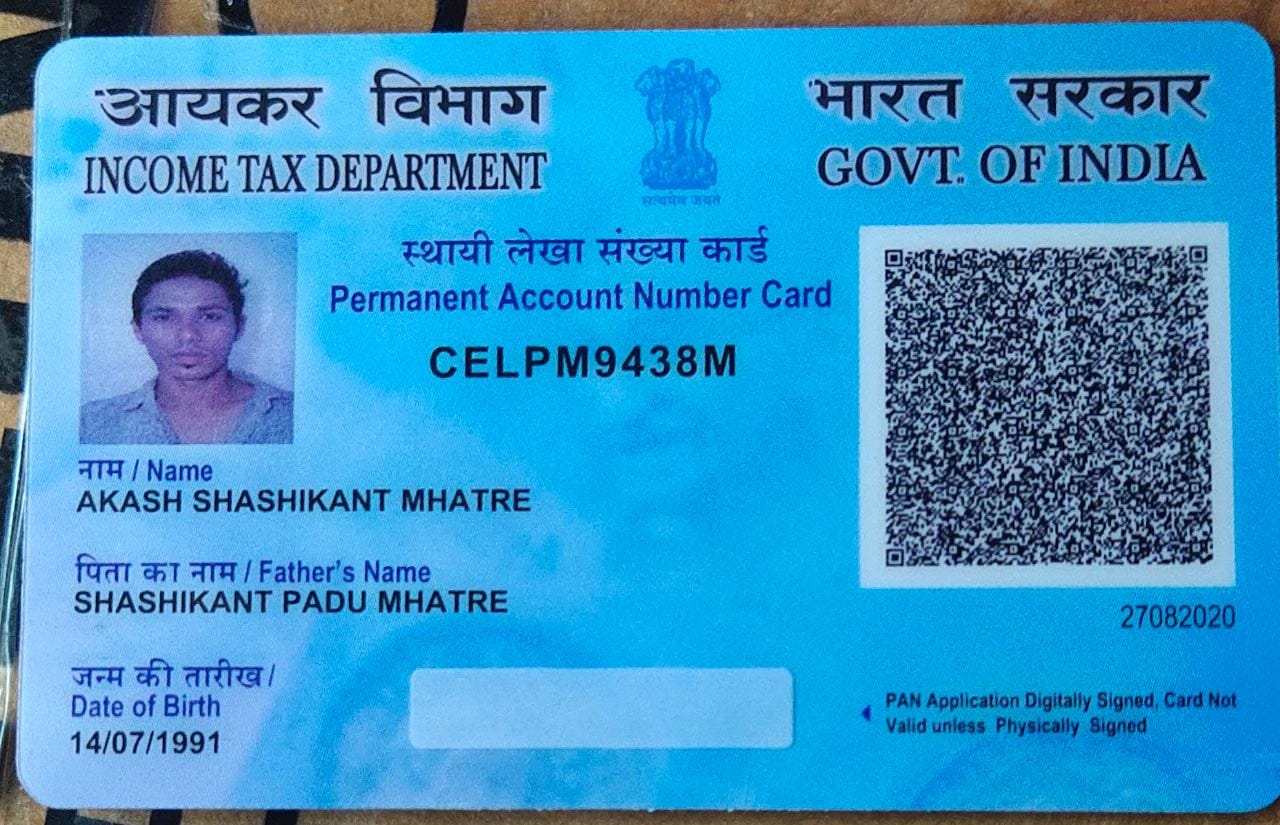 आयकर विभाग
INCOME TAX DEPARTMENT
सत्यमेव जयते
भारत सरकार
GOVT. OF INDIA
स्थायी लेखा संख्या कार्ड
Permanent Account Number Card
CELPM9438M
नाम / Name
AKASH SHASHIKANT MHATRE
पिता का नाम / Father's Name
SHASHIKANT PADU MHATRE
27082020
जन्म की तारीख /
Date of Birth
14/07/1991
PAN Application Digitally Signed, Card Not
Valid unless Physically Signed